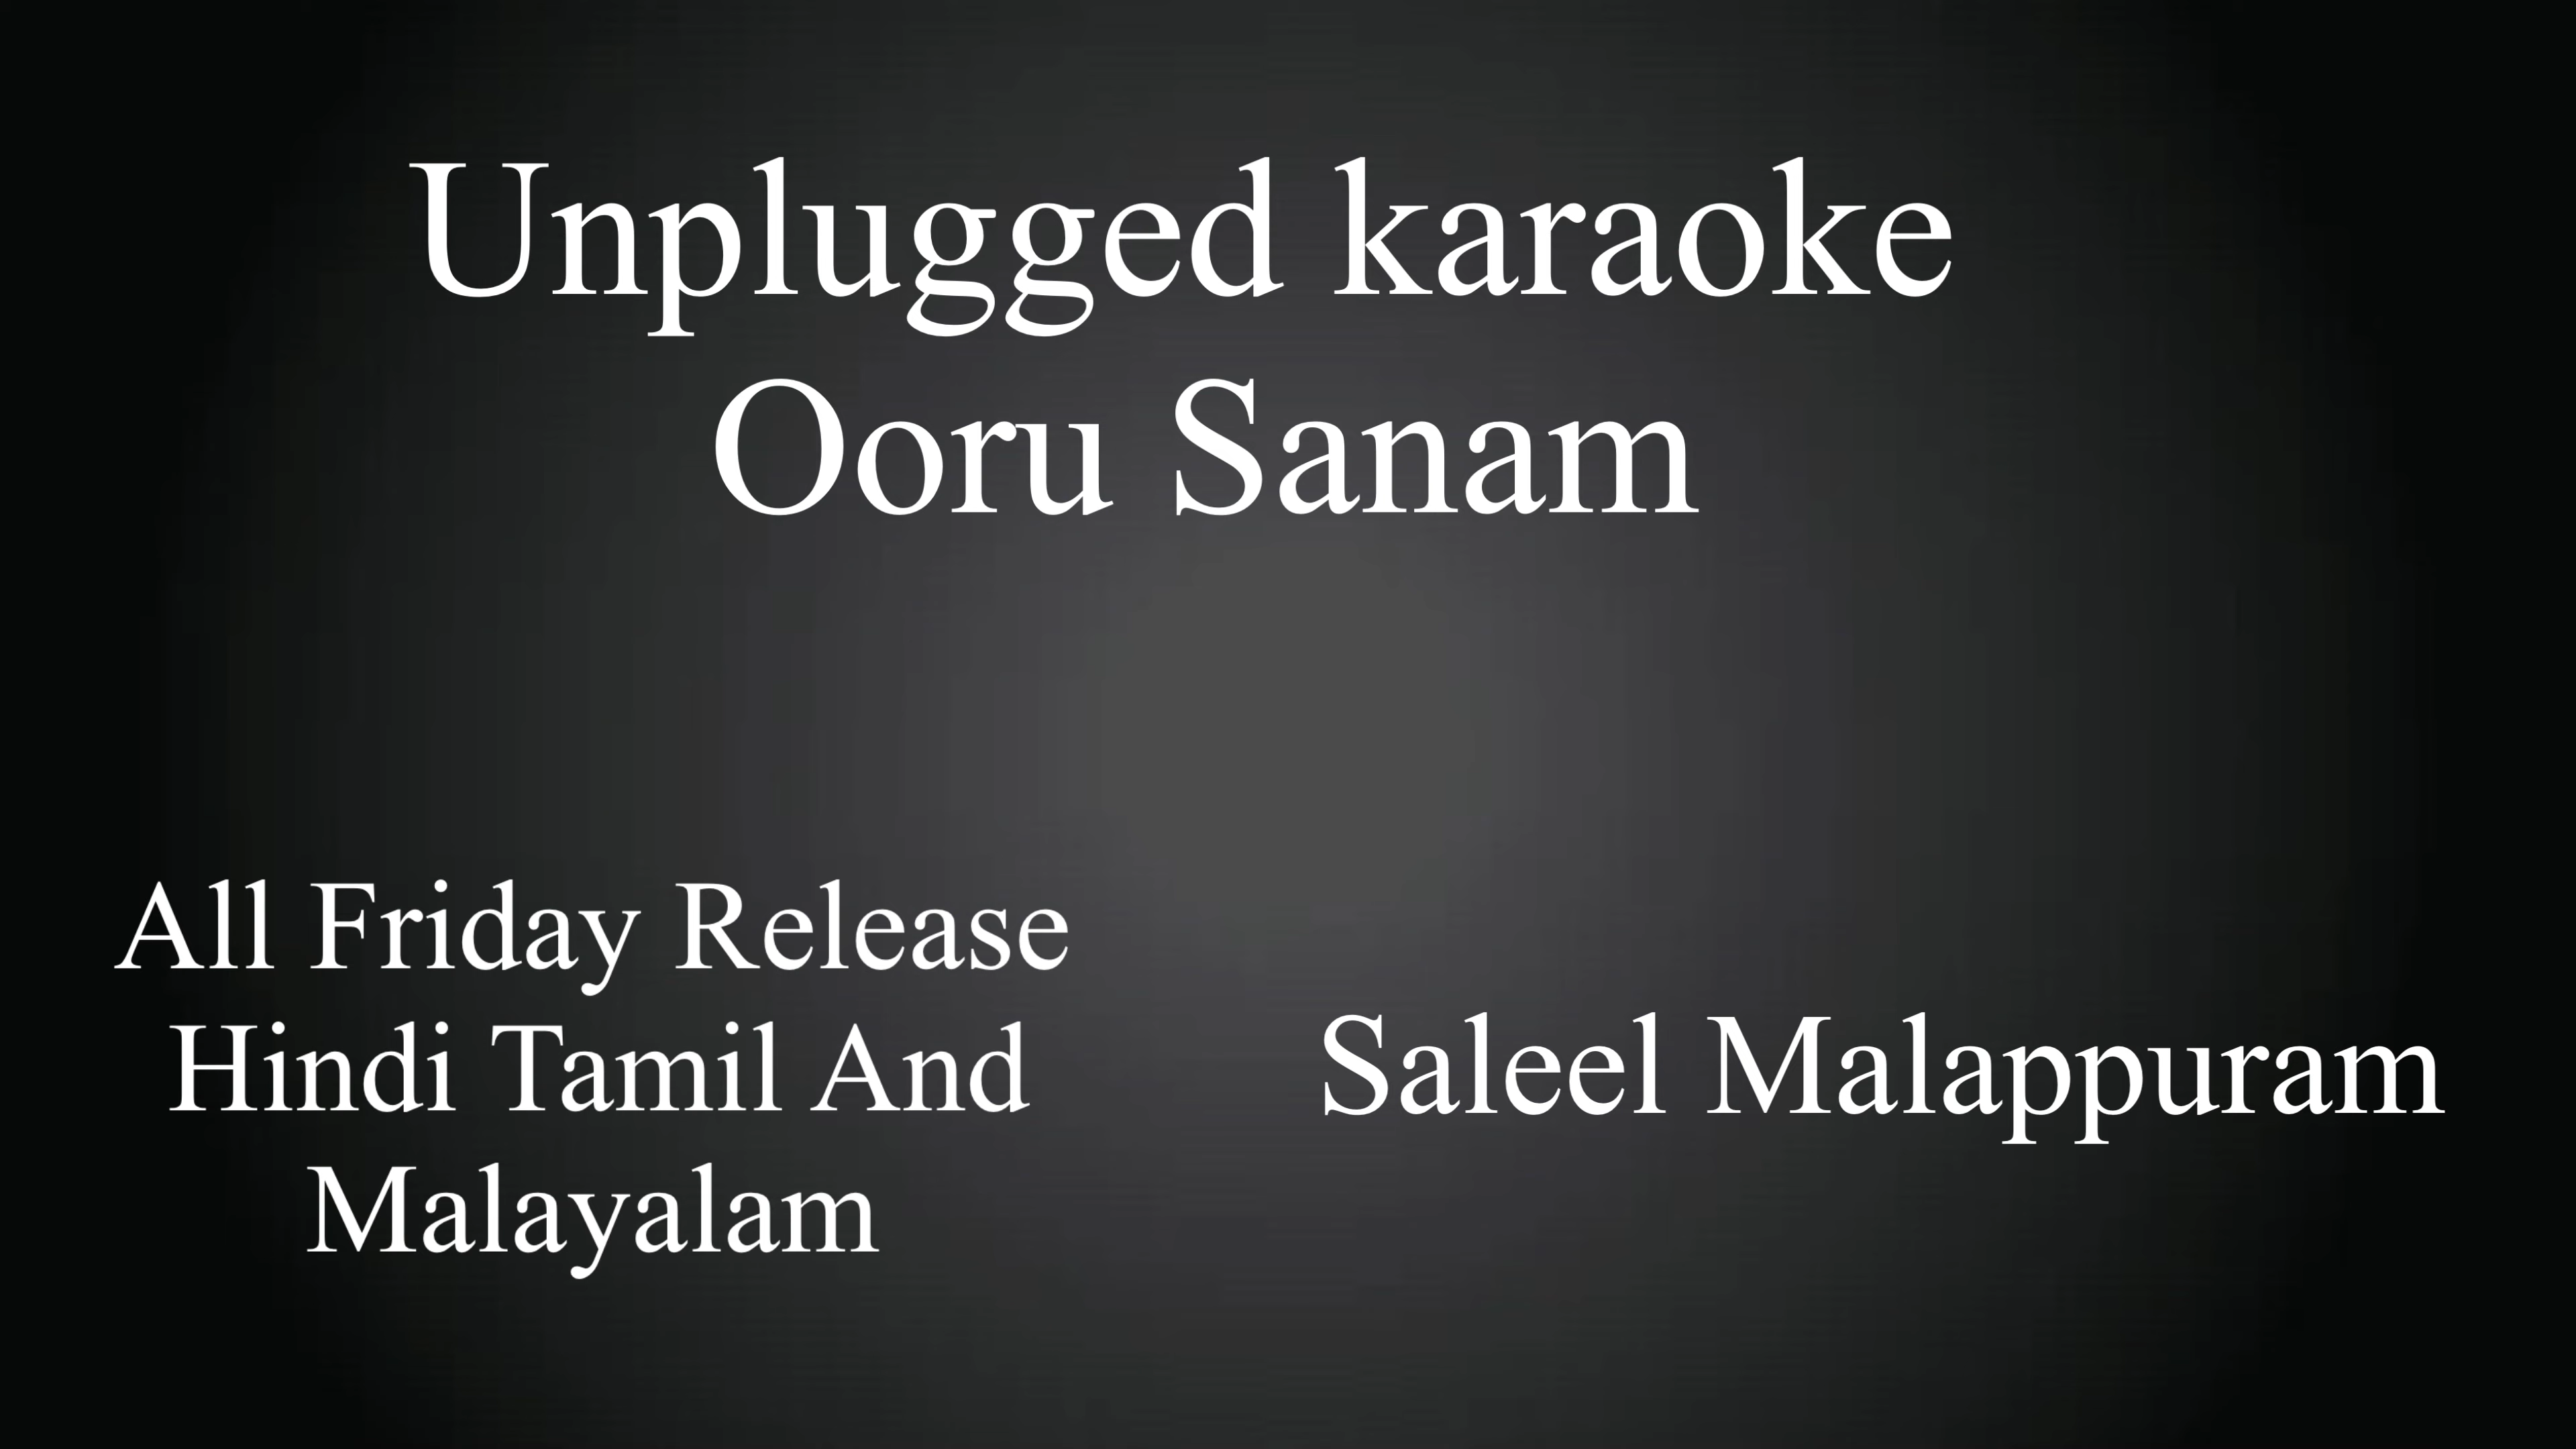 Unplugged karaoke
Ooru Sanam
All Friday Release
Hindi Tamil And
Malayalam
Saleel Malappuram